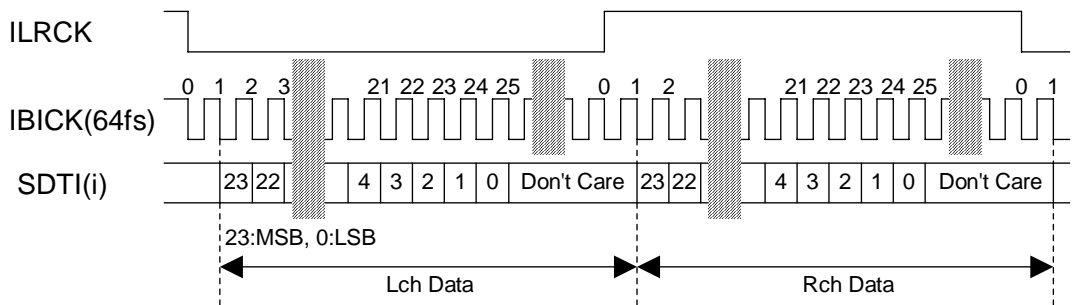 ILRCK
0 1 2 3 21 22 23 24 25 0 1 2 21 22 23 24 25 0 1
IBICK(64fs)
SDTI(i) 23 22 4 3 2 1 0 Don't Care 23 22 4 3 2 1 0 Don't Care
23:MSB, 0:LSB
Lch Data Rch Data